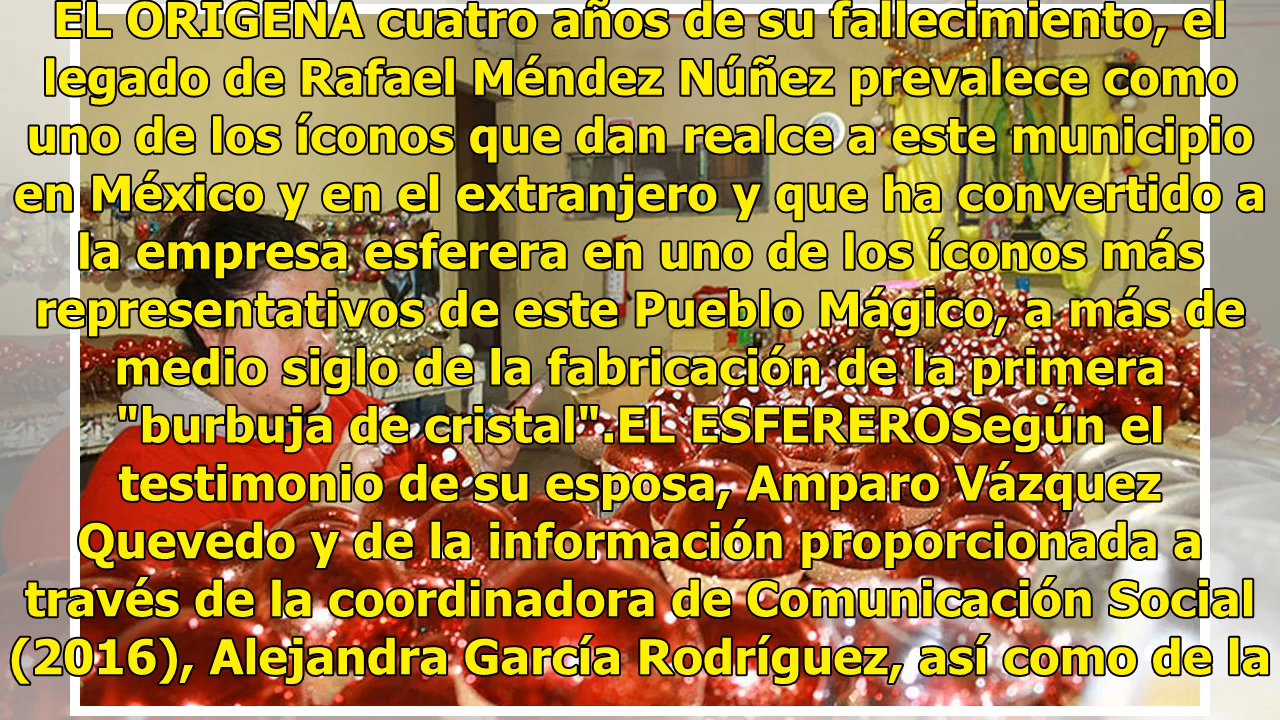 EL ORIGENA cuatro años de su fallecimiento, el
legado de Rafael Méndez Núñez prevalece como
uno de los íconos que dan realce a este municipio
en México y en el extranjero y que ha convertido a
la empresa esferera en uno de los íconos más
representativos de este Pueblo Mágico, a más de
medio siglo de la fabricación de la primera
"burbuja de cristal".EL ESFEREROSegún el
testimonio de su esposa, Amparo Vázquez
Quevedo y de la información proporcionada a
través de la coordinadora de Comunicación Social
(2016), Alejandra García Rodríguez, así como de la